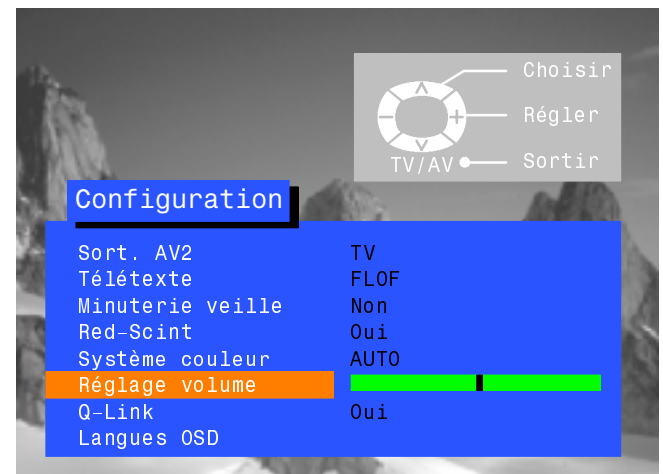 Choisir
Régler
TV/AV Sortir
Configuration
Sort. AV2 TV
Télétexte FLOF
Minuterie veille Non
Red-Scint Oui
Système couleur AUTO
Réglage volume
Q-Link Oui
Langues OSD